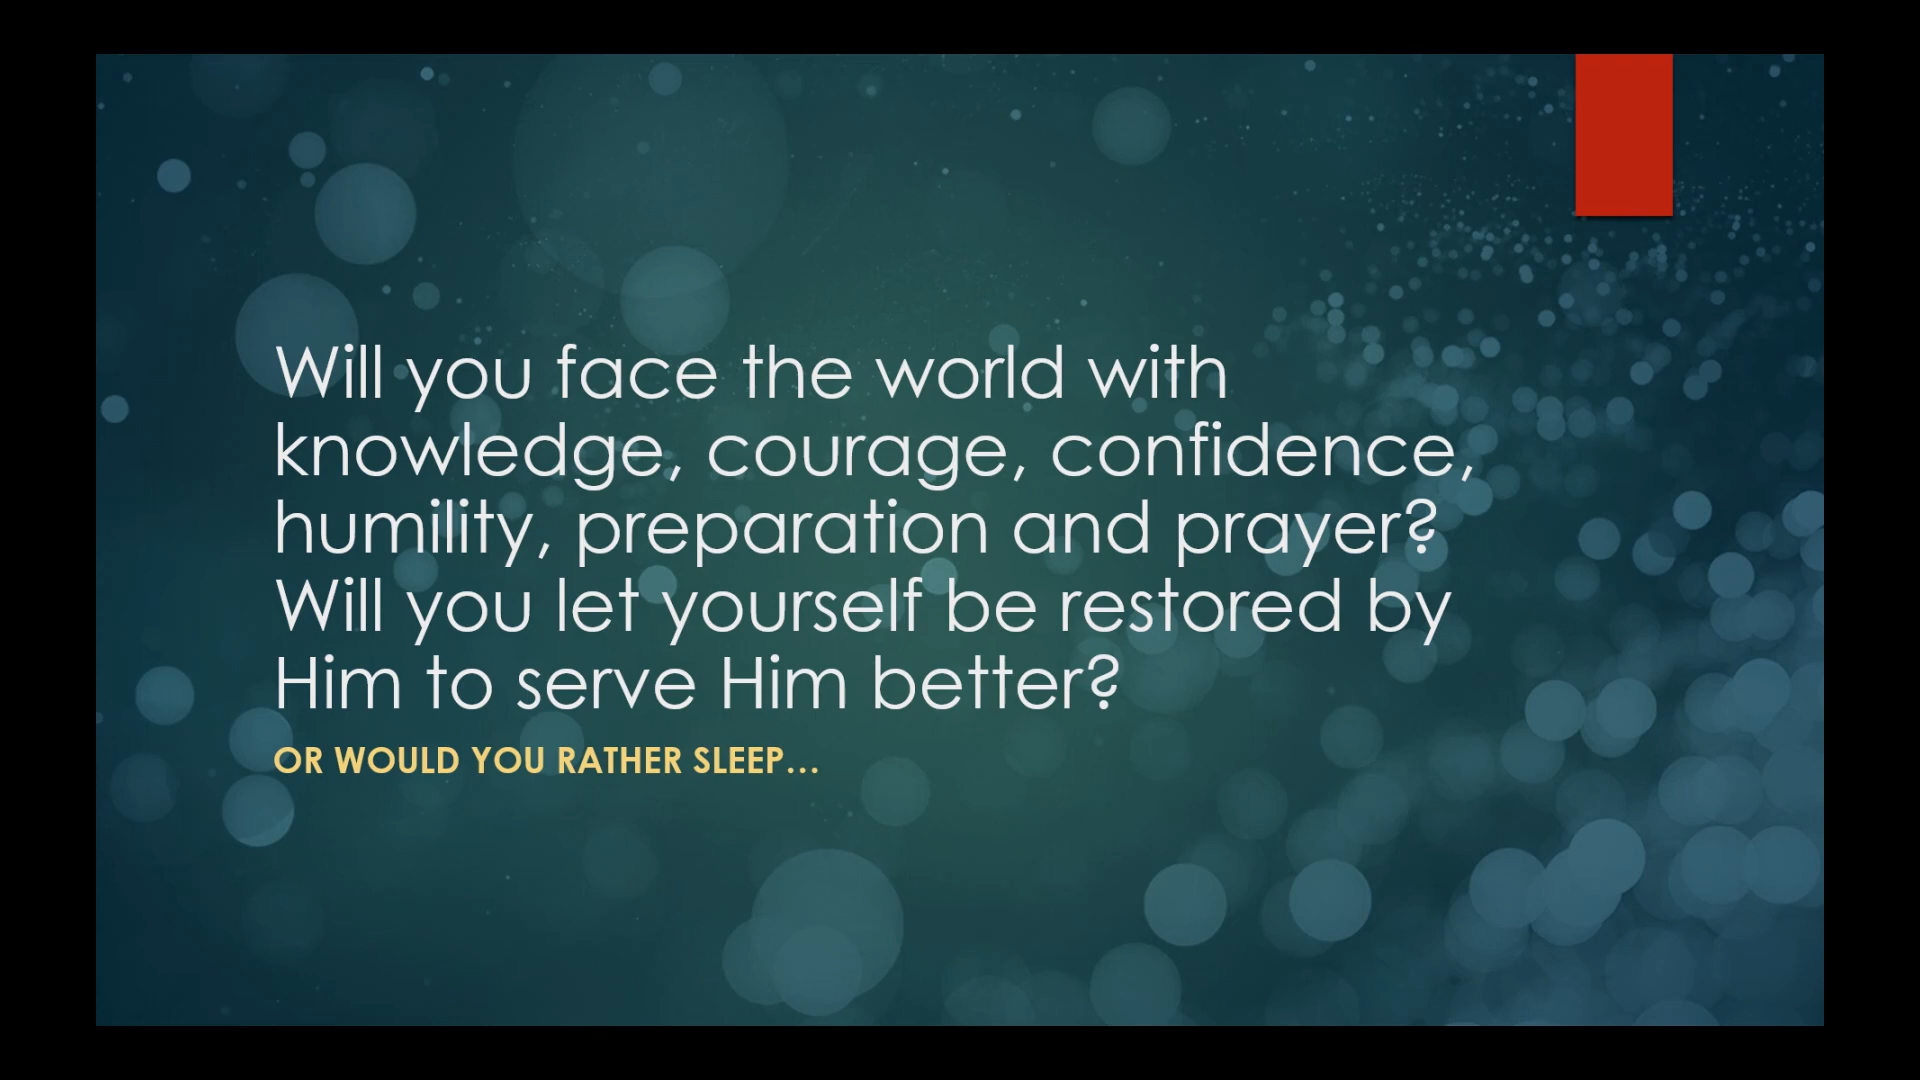 Will you face the world with
knowledge, courage, confidence,
humility, preparation and prayer?
Will you let yourself be restored by
Him to serve Him better?
OR WOULD YOU RATHER SLEEP…